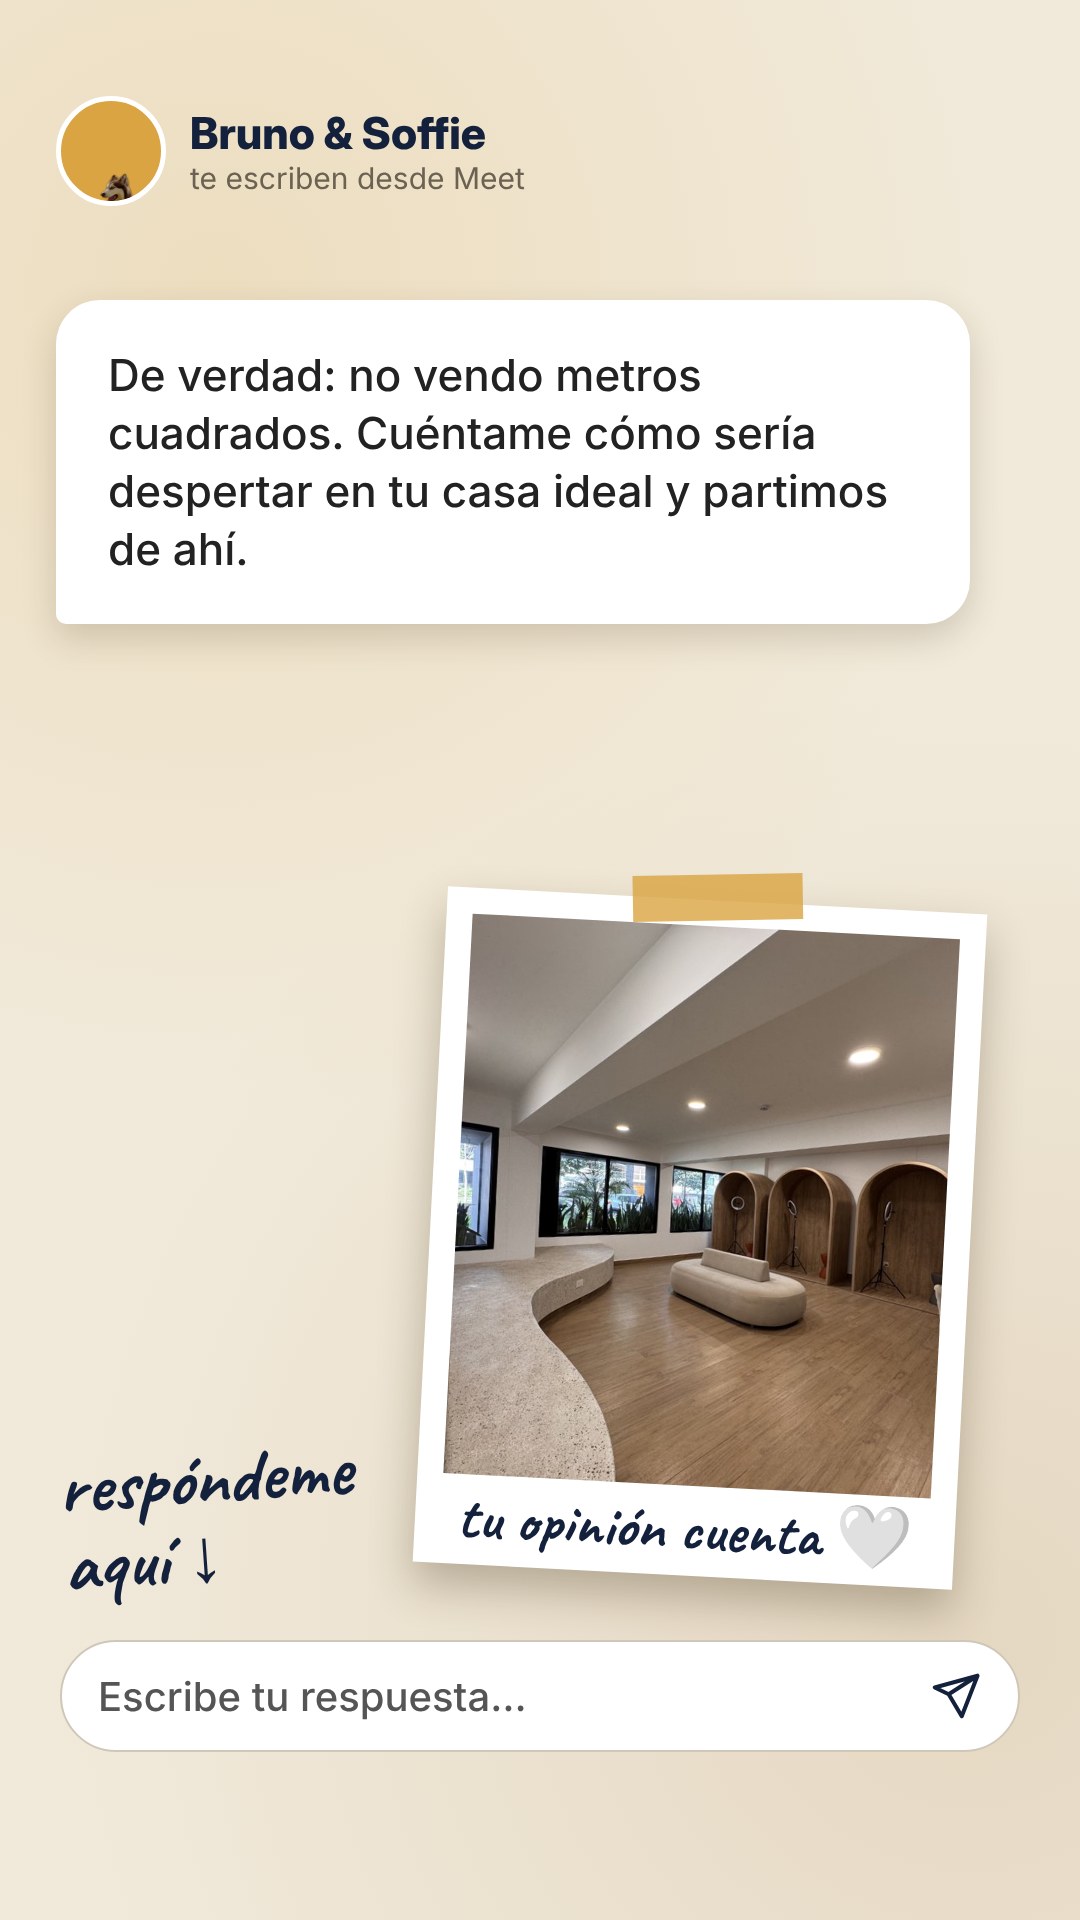 Bruno & Soffie
te escriben desde Meet
De verdad: no vendo metros
cuadrados. Cuéntame cómo sería
despertar en tu casa ideal y partimos
de ahí.
respóndeme
aquí ↓
tu opinión cuenta 🤍
Escribe tu respuesta...